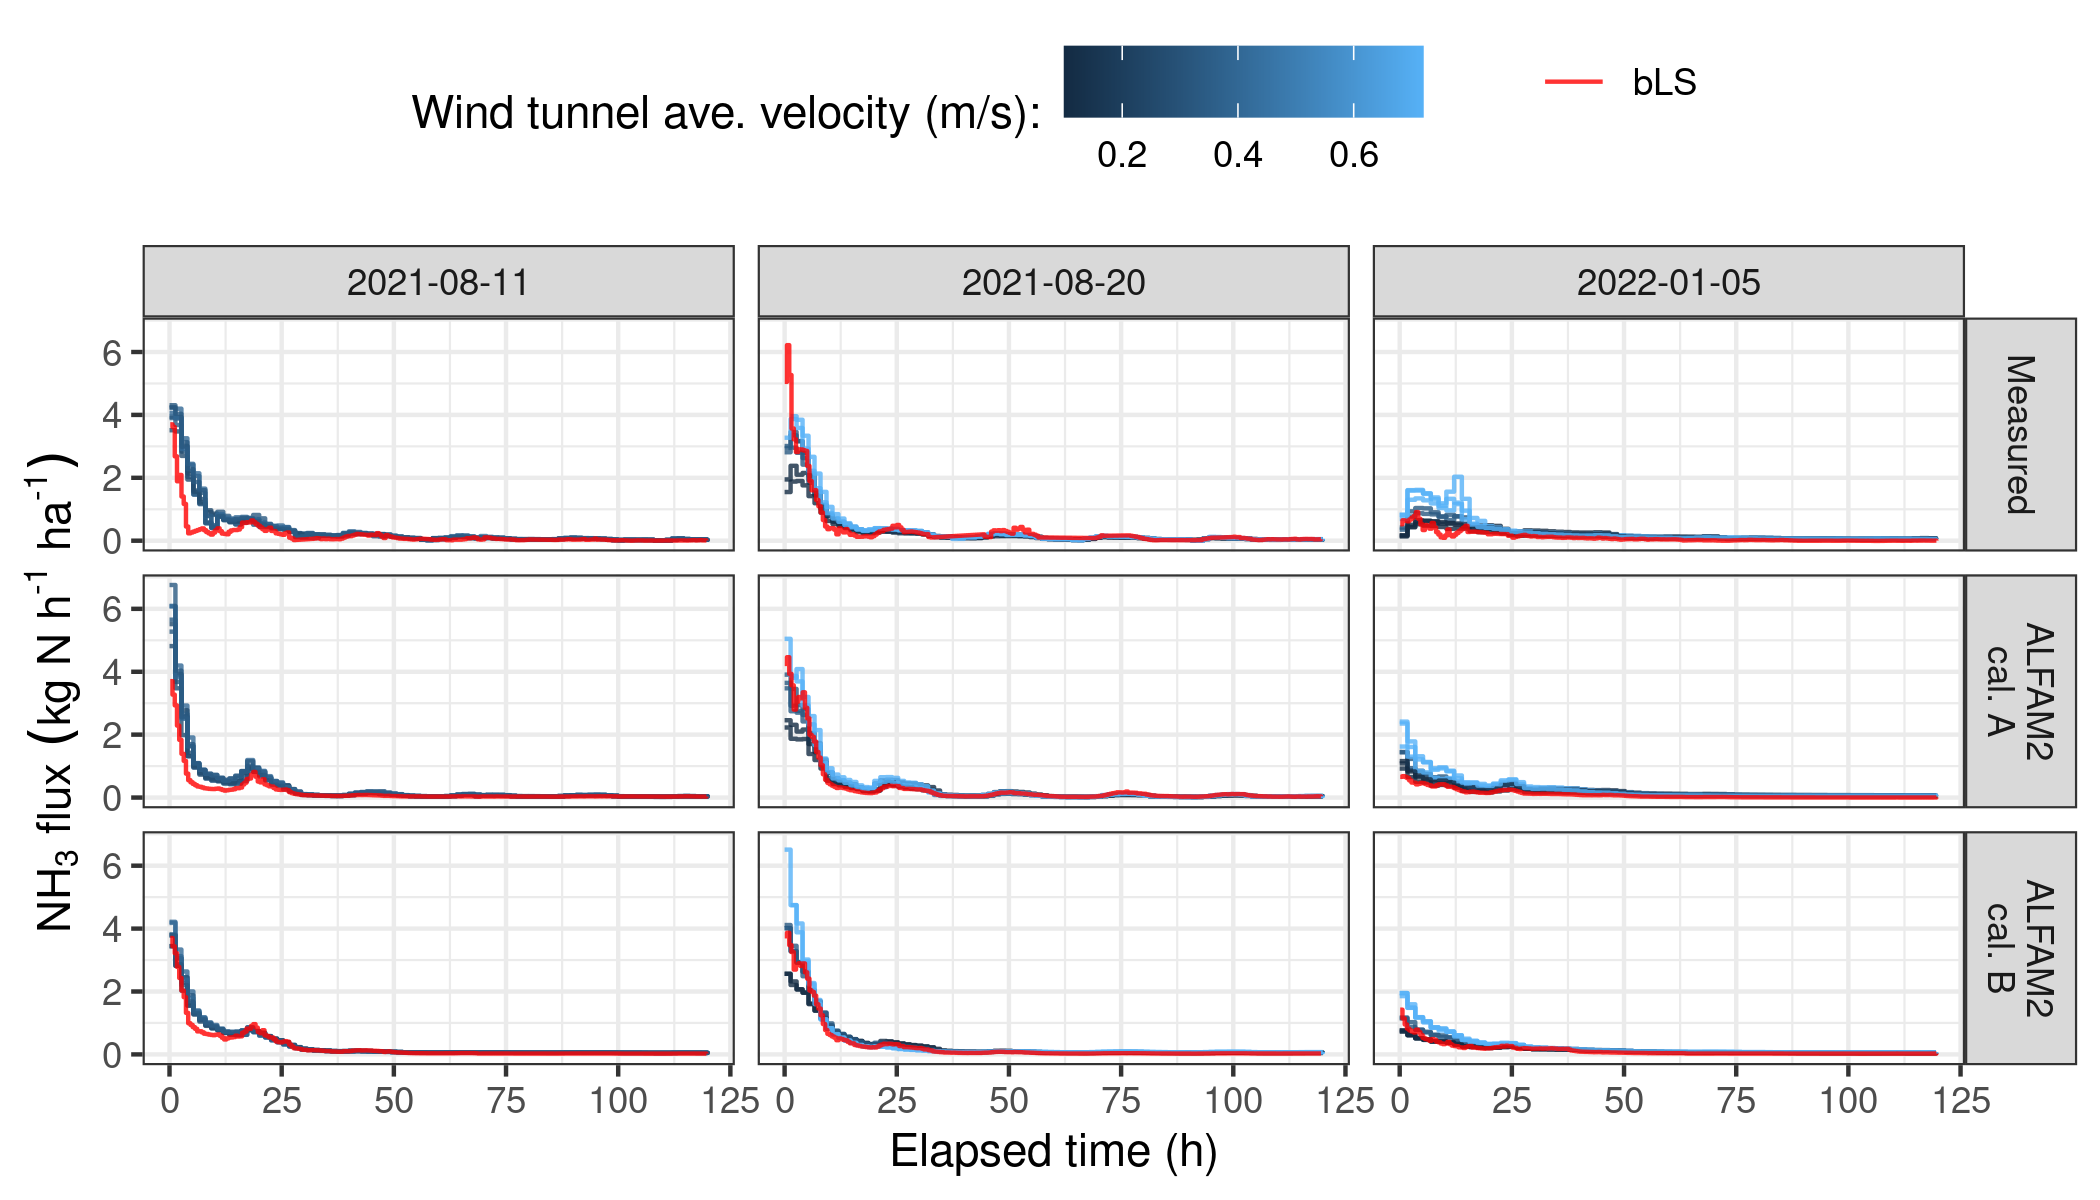 Wind tunnel ave. velocity (m/s):
0.2 0.4 0.6
bLS
2021-08-11 2021-08-20 2022-01-05
NH₃ flux (kg N h⁻¹ ha⁻¹)
6
4
2
0
Measured
6
4
2
0
ALFAM2
cal. A
6
4
2
0
ALFAM2
cal. B
0 25 50 75 100 125 0 25 50 75 100 125 0 25 50 75 100 125
Elapsed time (h)